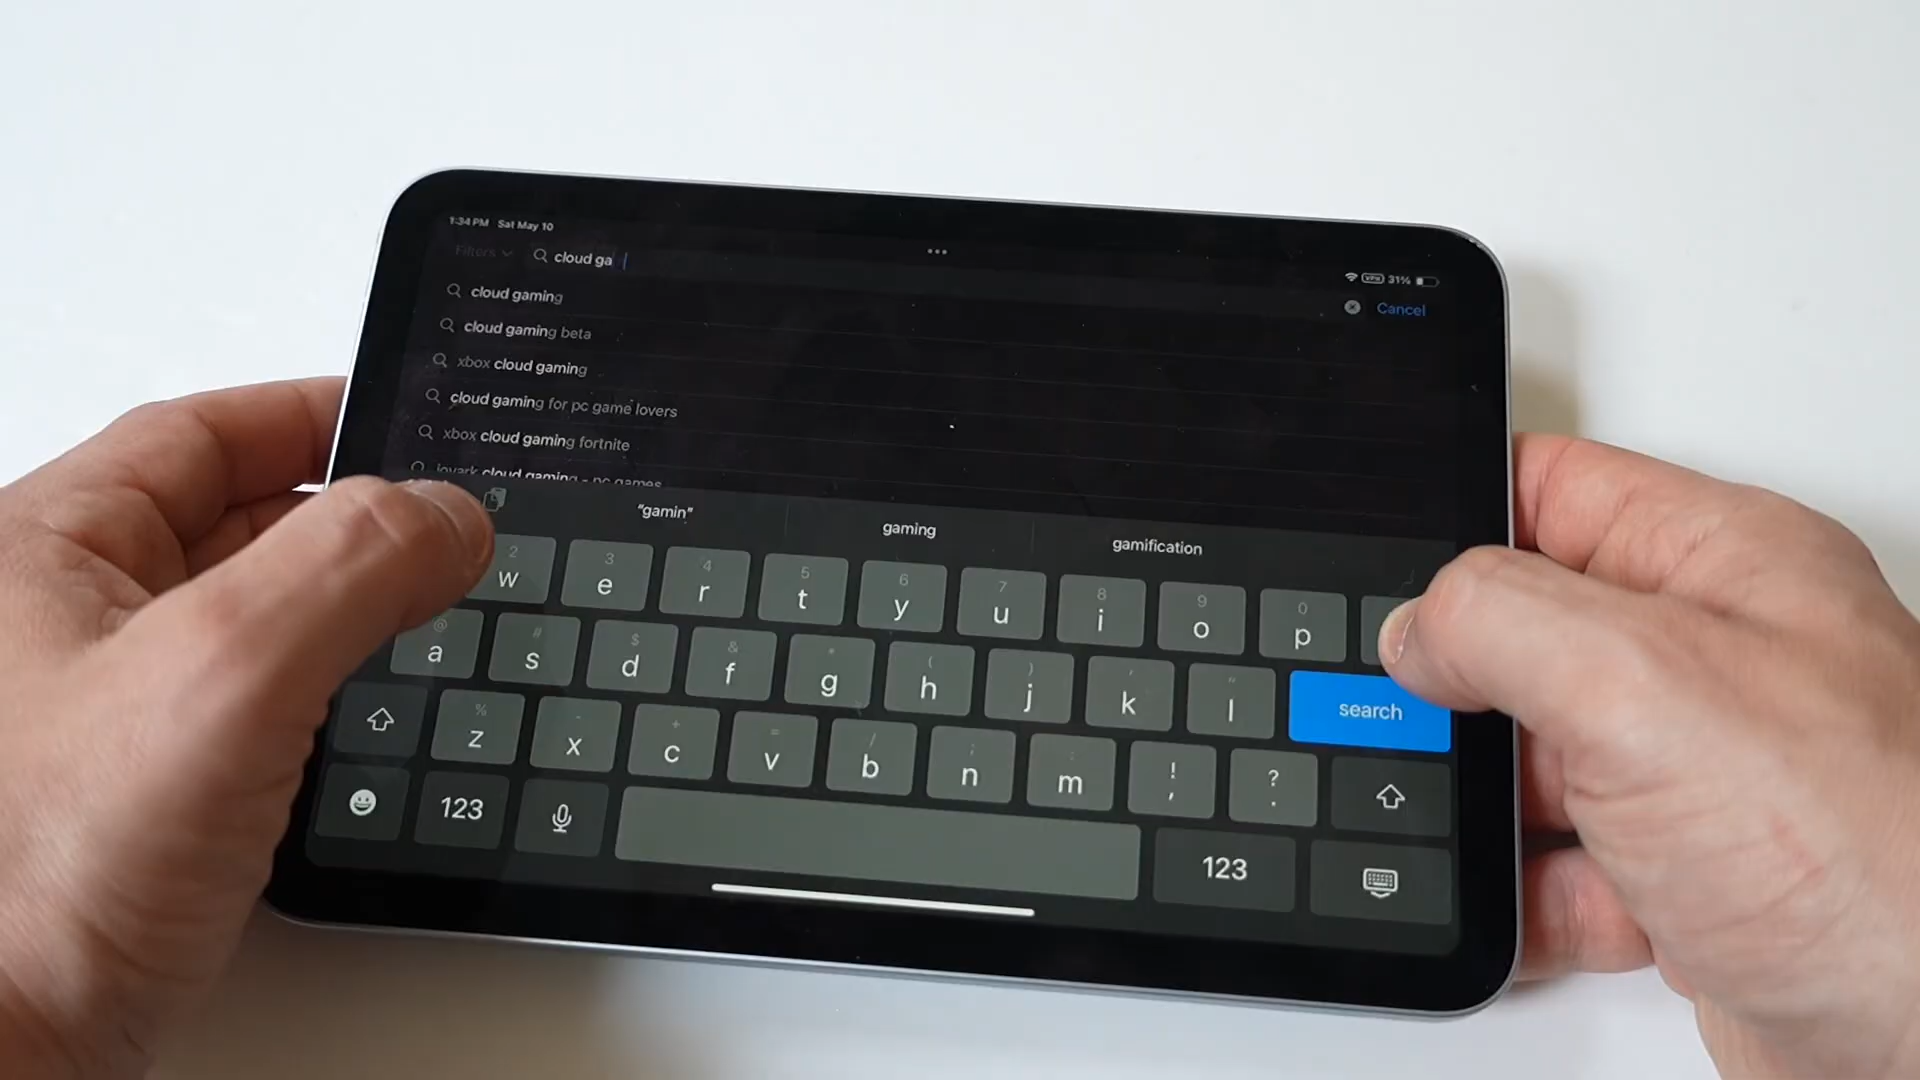 1:34 PM Sat May 10
VPN 31%
Filters
cloud ga
Cancel
cloud gaming
cloud gaming beta
xbox cloud gaming
cloud gaming for pc game lovers
xbox cloud gaming fortnite
cloud gaming - pc games
"gamin" gaming gamification
2 3 4 5 6 7 8 9 0
w e r t y u i o p
@ # $ & * ( ) ' "
a s d f g h j k l search
% - + = / ; :
z x c v b n m ! , ? .
123 123